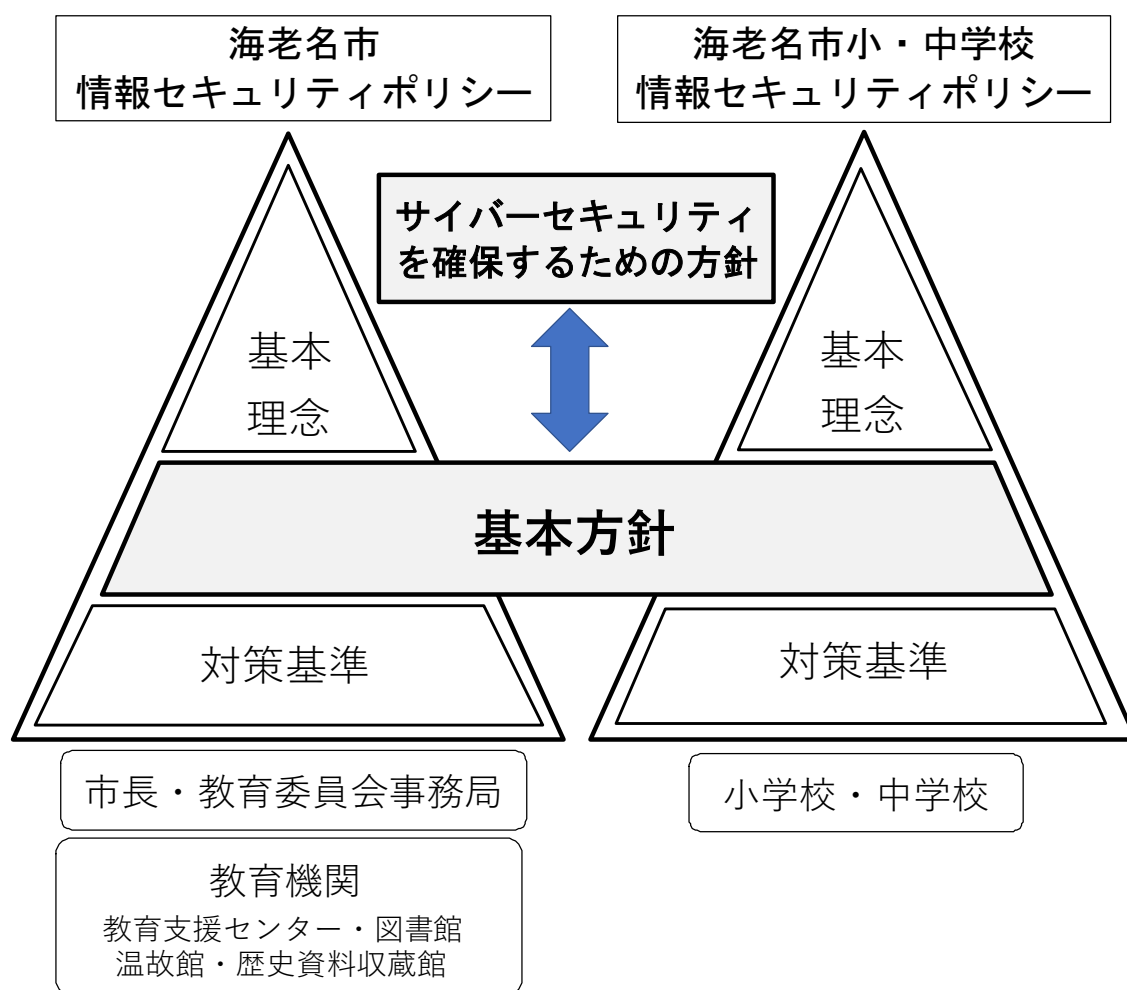 海老名市
情報セキュリティポリシー
海老名市小・中学校
情報セキュリティポリシー
サイバーセキュリティ
を確保するための方針
基本
理念
基本
理念
基本方針
対策基準
対策基準
市長・教育委員会事務局
小学校・中学校
教育機関
教育支援センター・図書館
温故館・歴史資料収蔵館